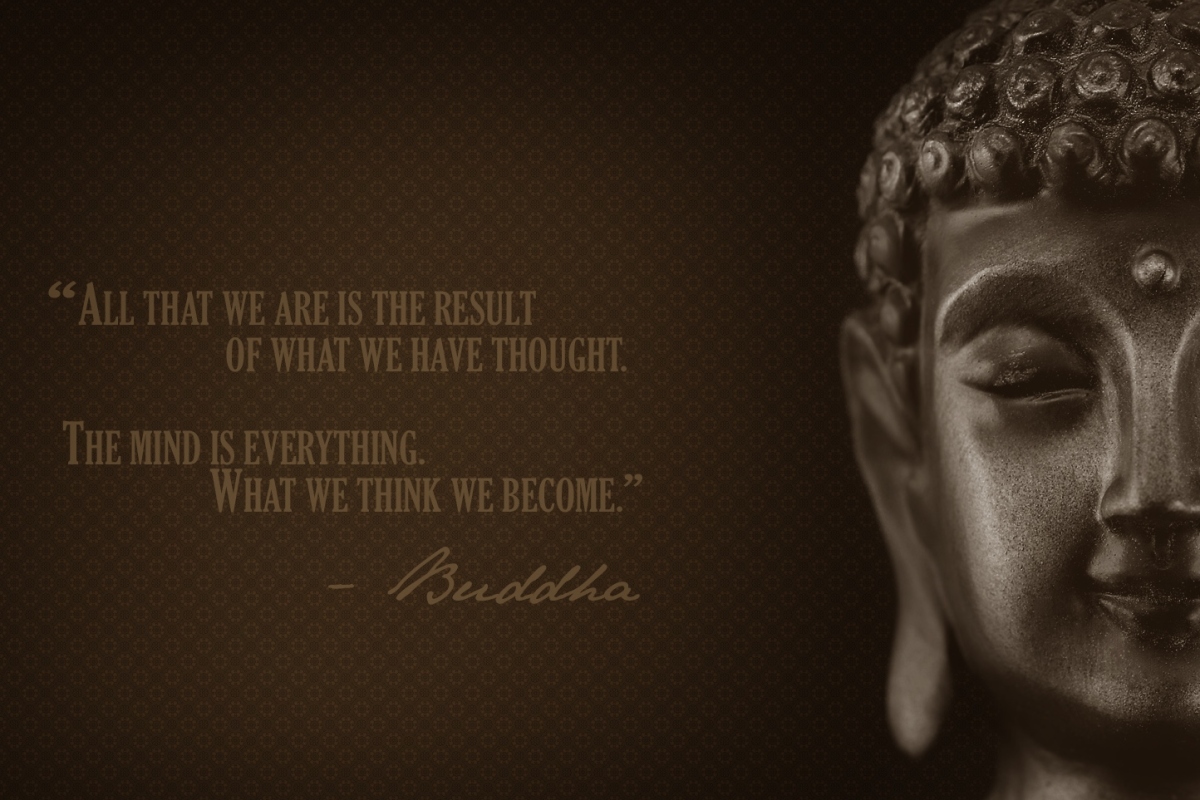 “All that we are is the result
of what we have thought.
The mind is everything.
What we think we become.”
– Buddha